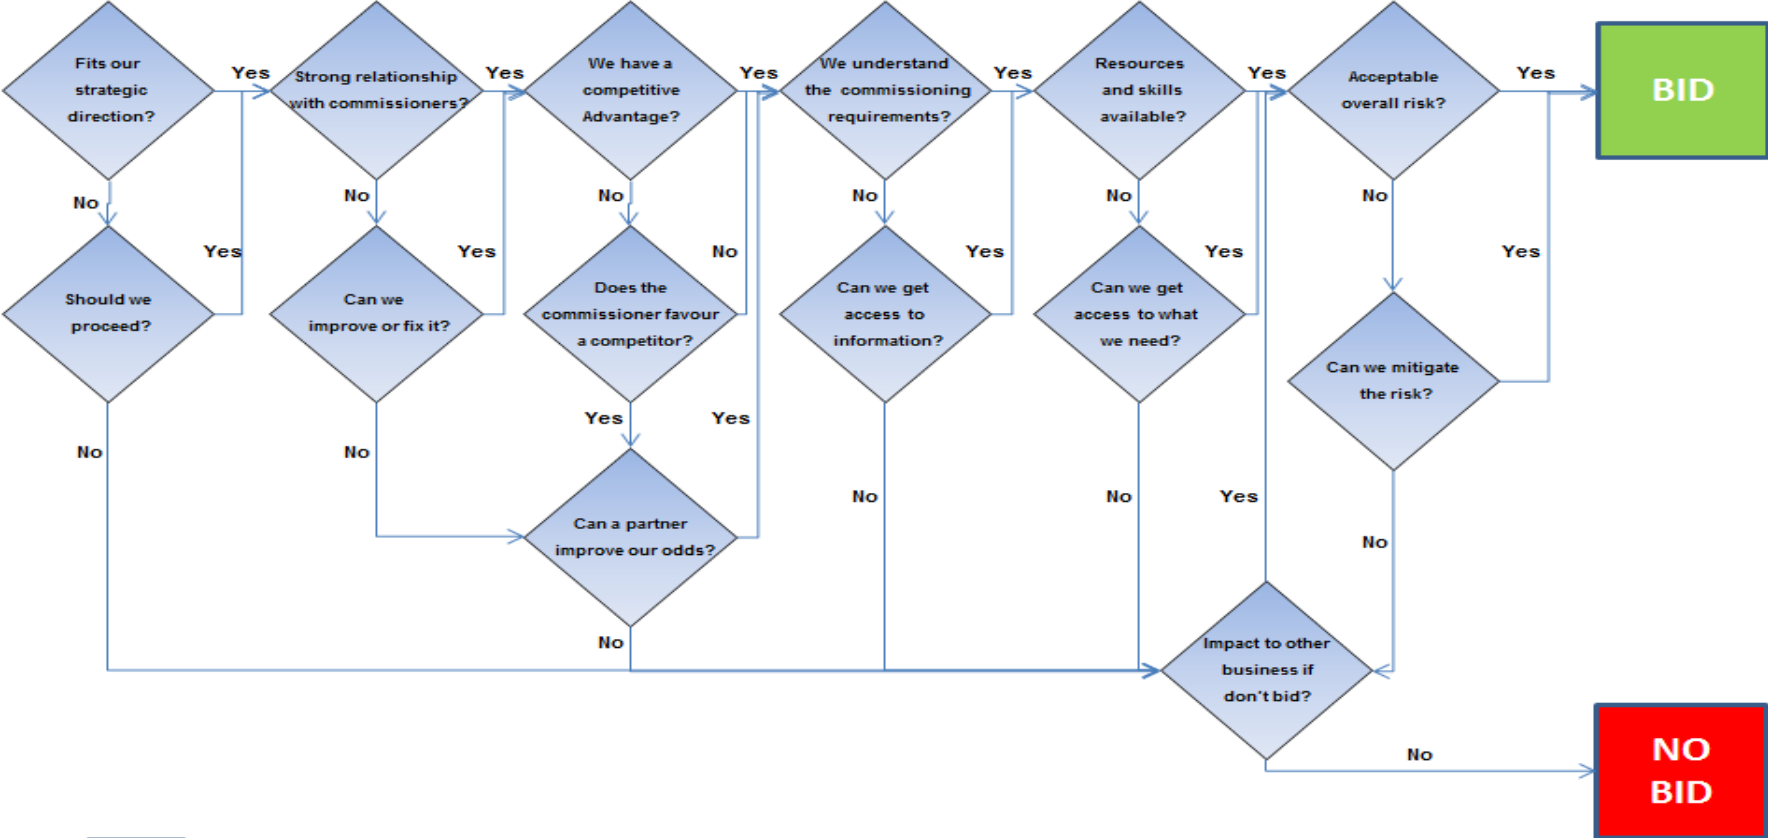 Fits our
strategic
direction?
Yes
Strong relationship
with commissioners?
Yes
We have a
competitive
Advantage?
Yes
We understand
the commissioning
requirements?
Yes
Resources
and skills
available?
Yes
Acceptable
overall risk?
Yes
BID
No
No
No
No
No
No
Should we
proceed?
Yes
Can we
improve or fix it?
Yes
Does the
commissioner favour
a competitor?
No
Can we get
access to
information?
Yes
Can we get
access to what
we need?
Yes
Can we mitigate
the risk?
Yes
No
No
Yes
Yes
No
No
Yes
No
Can a partner
improve our odds?
No
Impact to other
business if
don't bid?
No
NO
BID